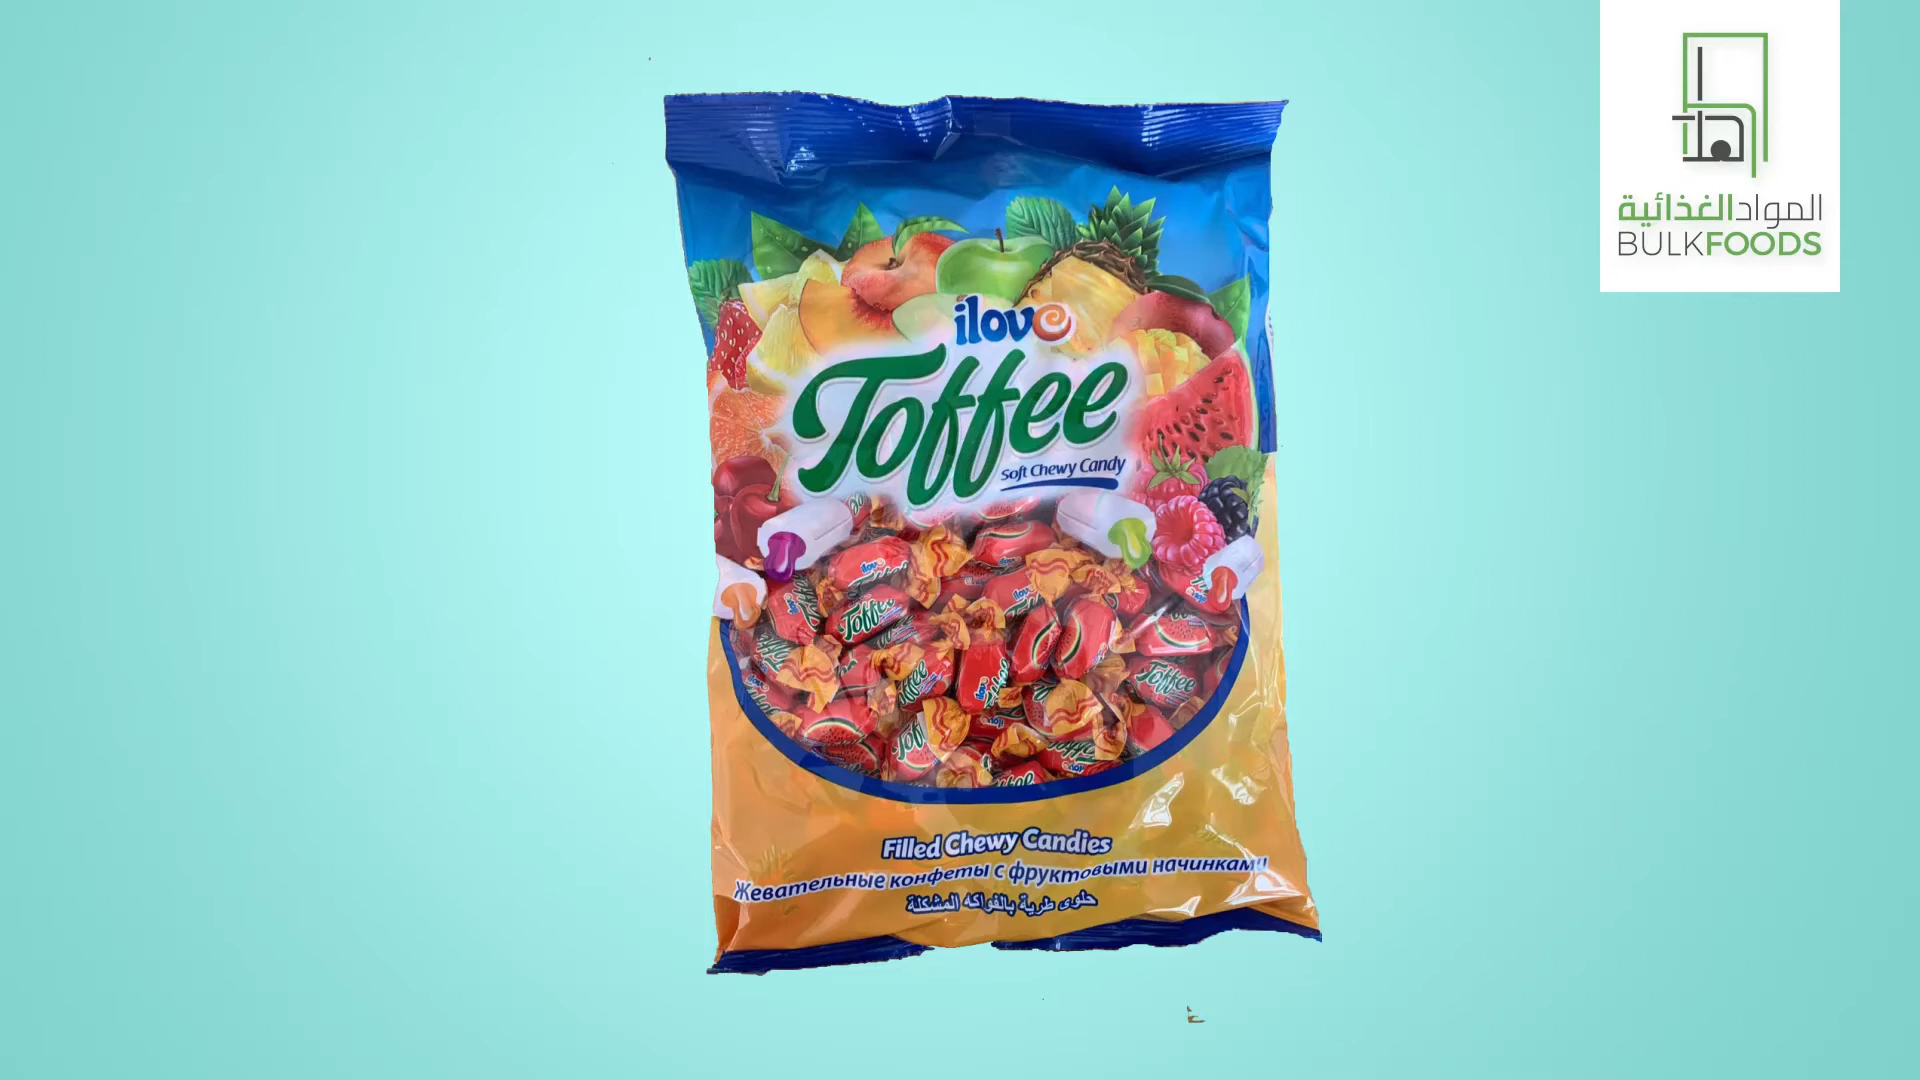 المواد الغذائية
BULKFOODS
ilove
Toffee
Soft Chewy Candy
Filled Chewy Candies
Жевательные конфеты с фруктовыми начинками
حلوى طرية بالفواكه المشكلة